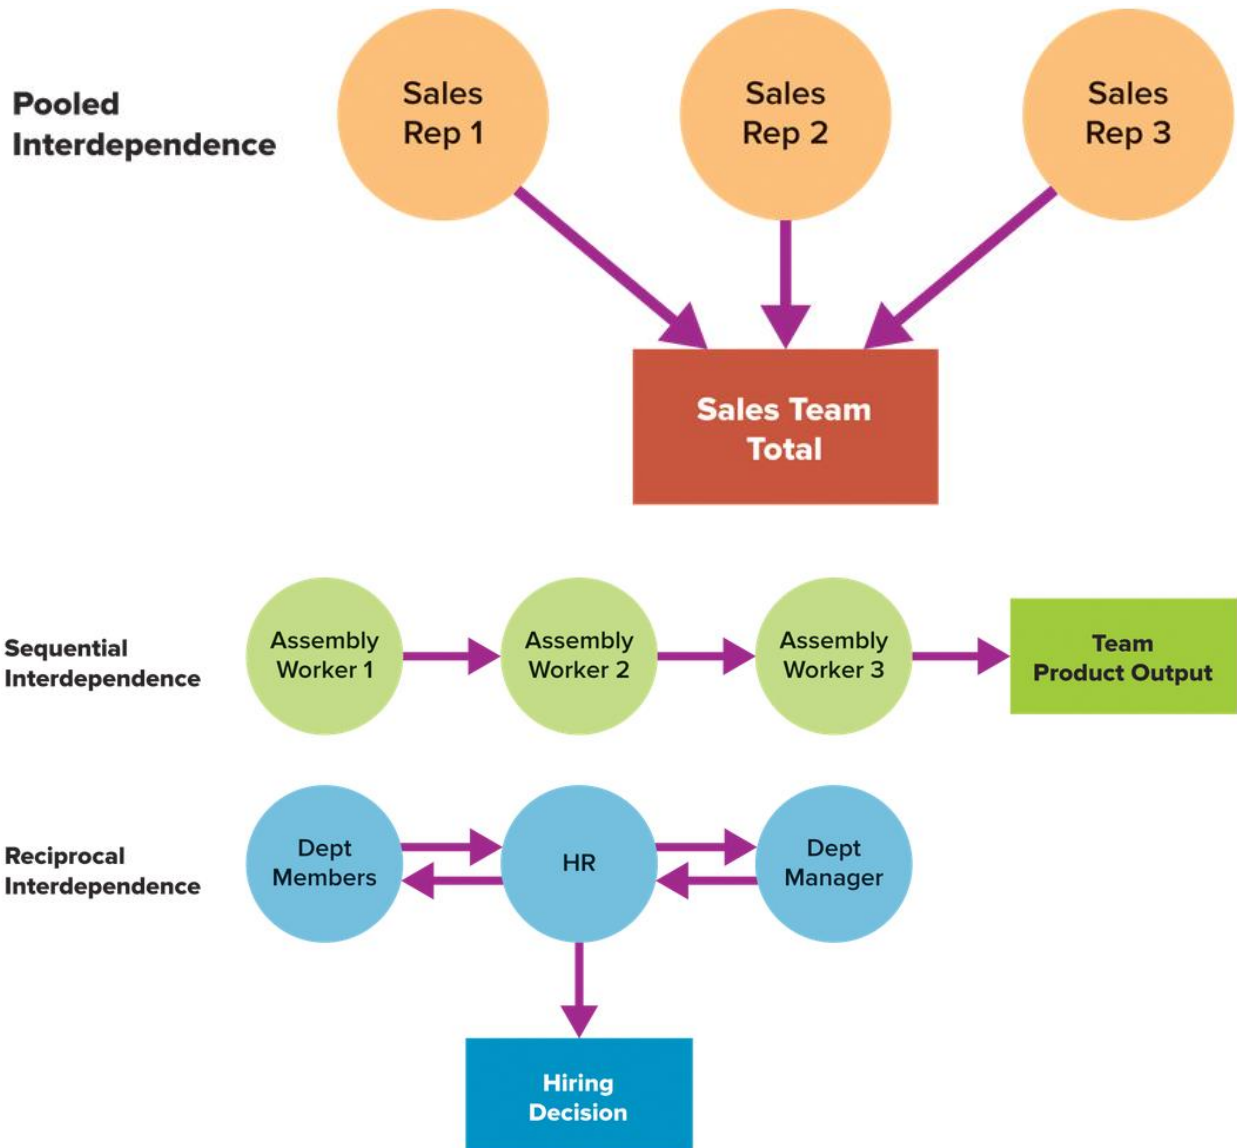 Pooled
Interdependence
Sales
Rep 1
Sales
Rep 2
Sales
Rep 3
Sales Team
Total
Sequential
Interdependence
Assembly
Worker 1
Assembly
Worker 2
Assembly
Worker 3
Team
Product Output
Reciprocal
Interdependence
Dept
Members
HR
Dept
Manager
Hiring
Decision